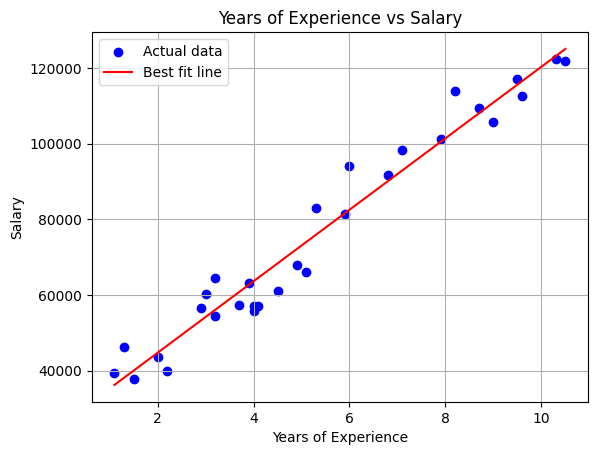 Years of Experience vs Salary
Actual data
Best fit line
120000
100000
80000
60000
40000
Salary
2 4 6 8 10
Years of Experience